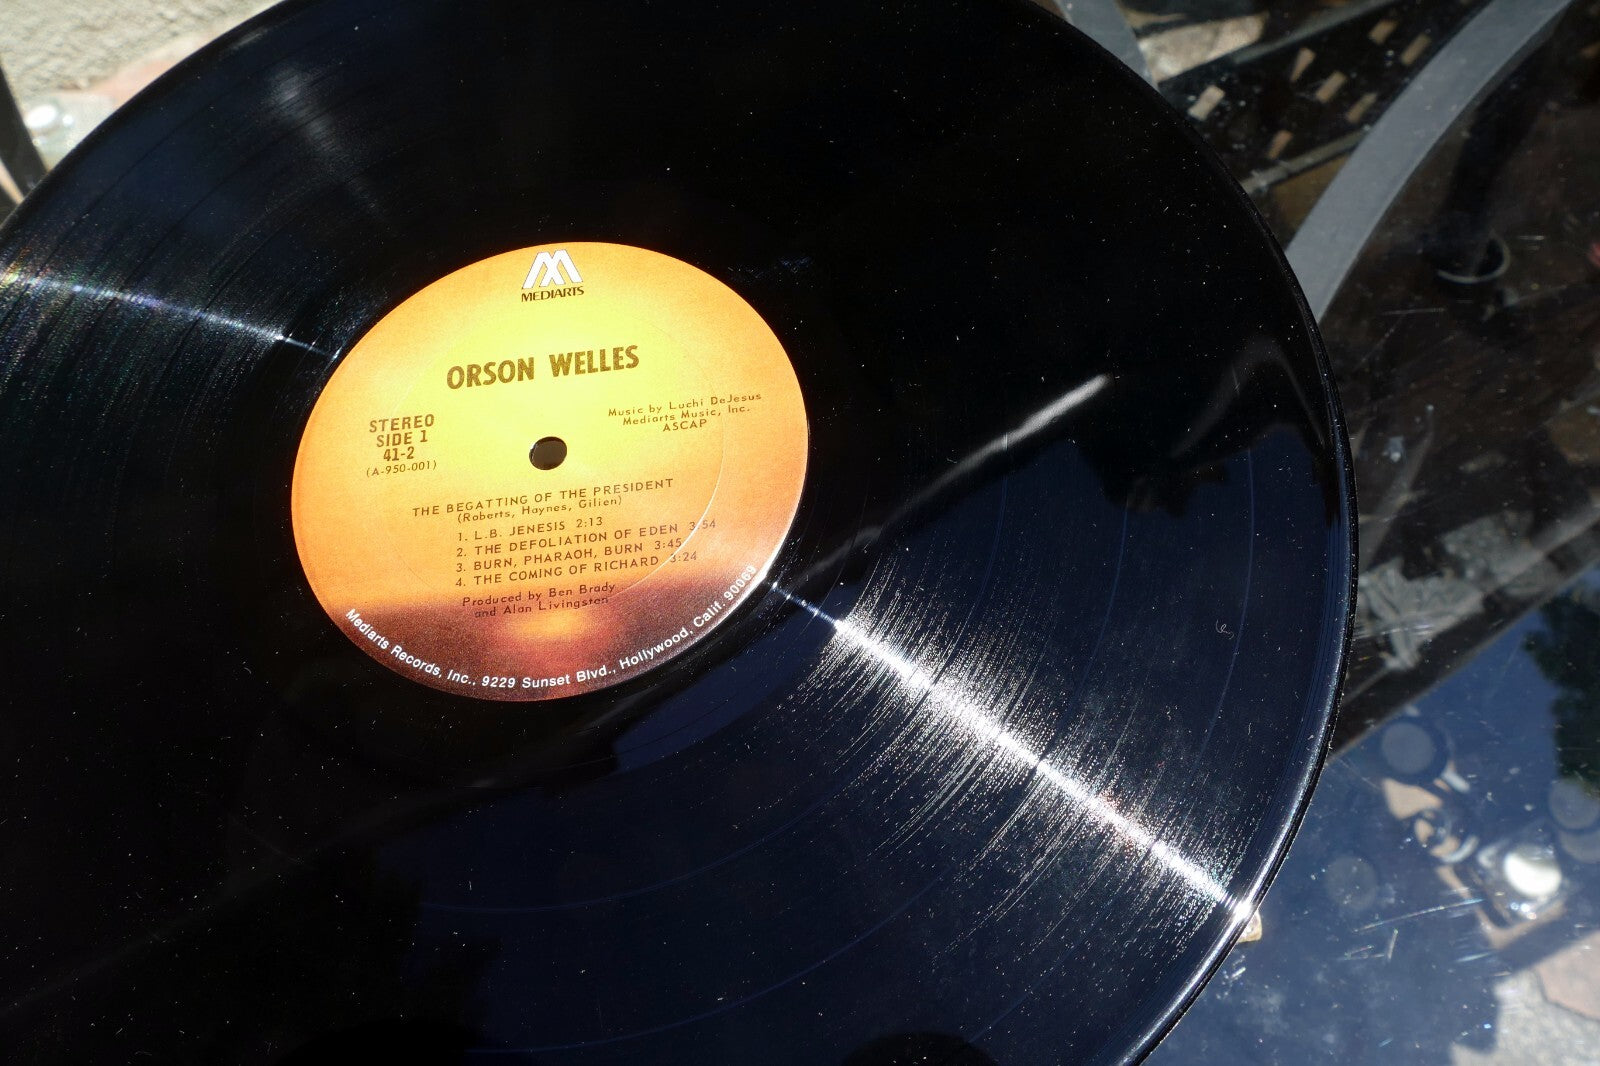 MEDIARTS
ORSON WELLES
STEREO
SIDE 1
41-2
(A-950-001)
Music by Luchi DeJesus
Mediarts Music, Inc.
ASCAP
THE BEGATTING OF THE PRESIDENT
(Roberts, Haynes, Gilien)
1. L.B. JENESIS 2:13
2. THE DEFOLIATION OF EDEN 3:54
3. BURN, PHARAOH, BURN 3:45
4. THE COMING OF RICHARD 3:24
Produced by Ben Brady
and Alan Livingston
Mediarts Records, Inc., 9229 Sunset Blvd., Hollywood, Calif. 90069